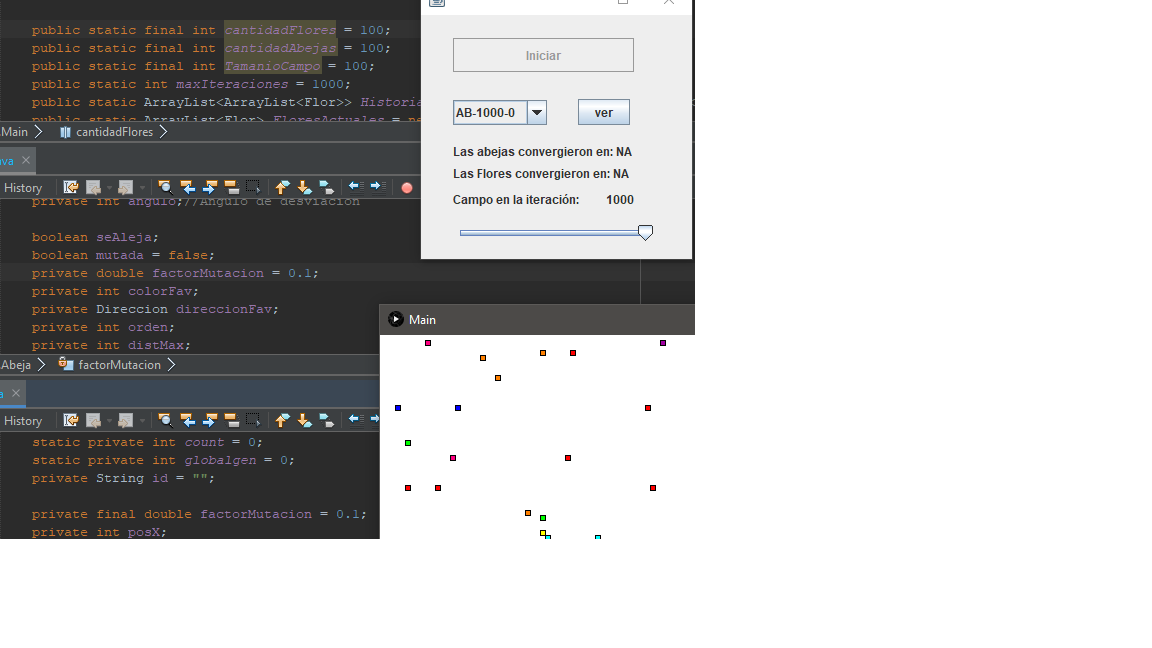 public static final int cantidadFlores = 100;
public static final int cantidadAbejas = 100;
public static final int TamanioCampo = 100;
public static int maxIteraciones = 1000;
public static ArrayList<ArrayList<Flor>> Historia
public static ArrayList<Flor> FloresActuales = ne
Main
cantidadFlores
ava
History
private int angulo;//Angulo de desviacion
boolean seAleja;
boolean mutada = false;
private double factorMutacion = 0.1;
private int colorFav;
private Direccion direccionFav;
private int orden;
private int distMax;
Abeja
factorMutacion
a
History
static private int count = 0;
static private int globalgen = 0;
private String id = "";
private final double factorMutacion = 0.1;
private int posX;
Iniciar
AB-1000-0
ver
Las abejas convergieron en: NA
Las Flores convergieron en: NA
Campo en la iteración: 1000
Main